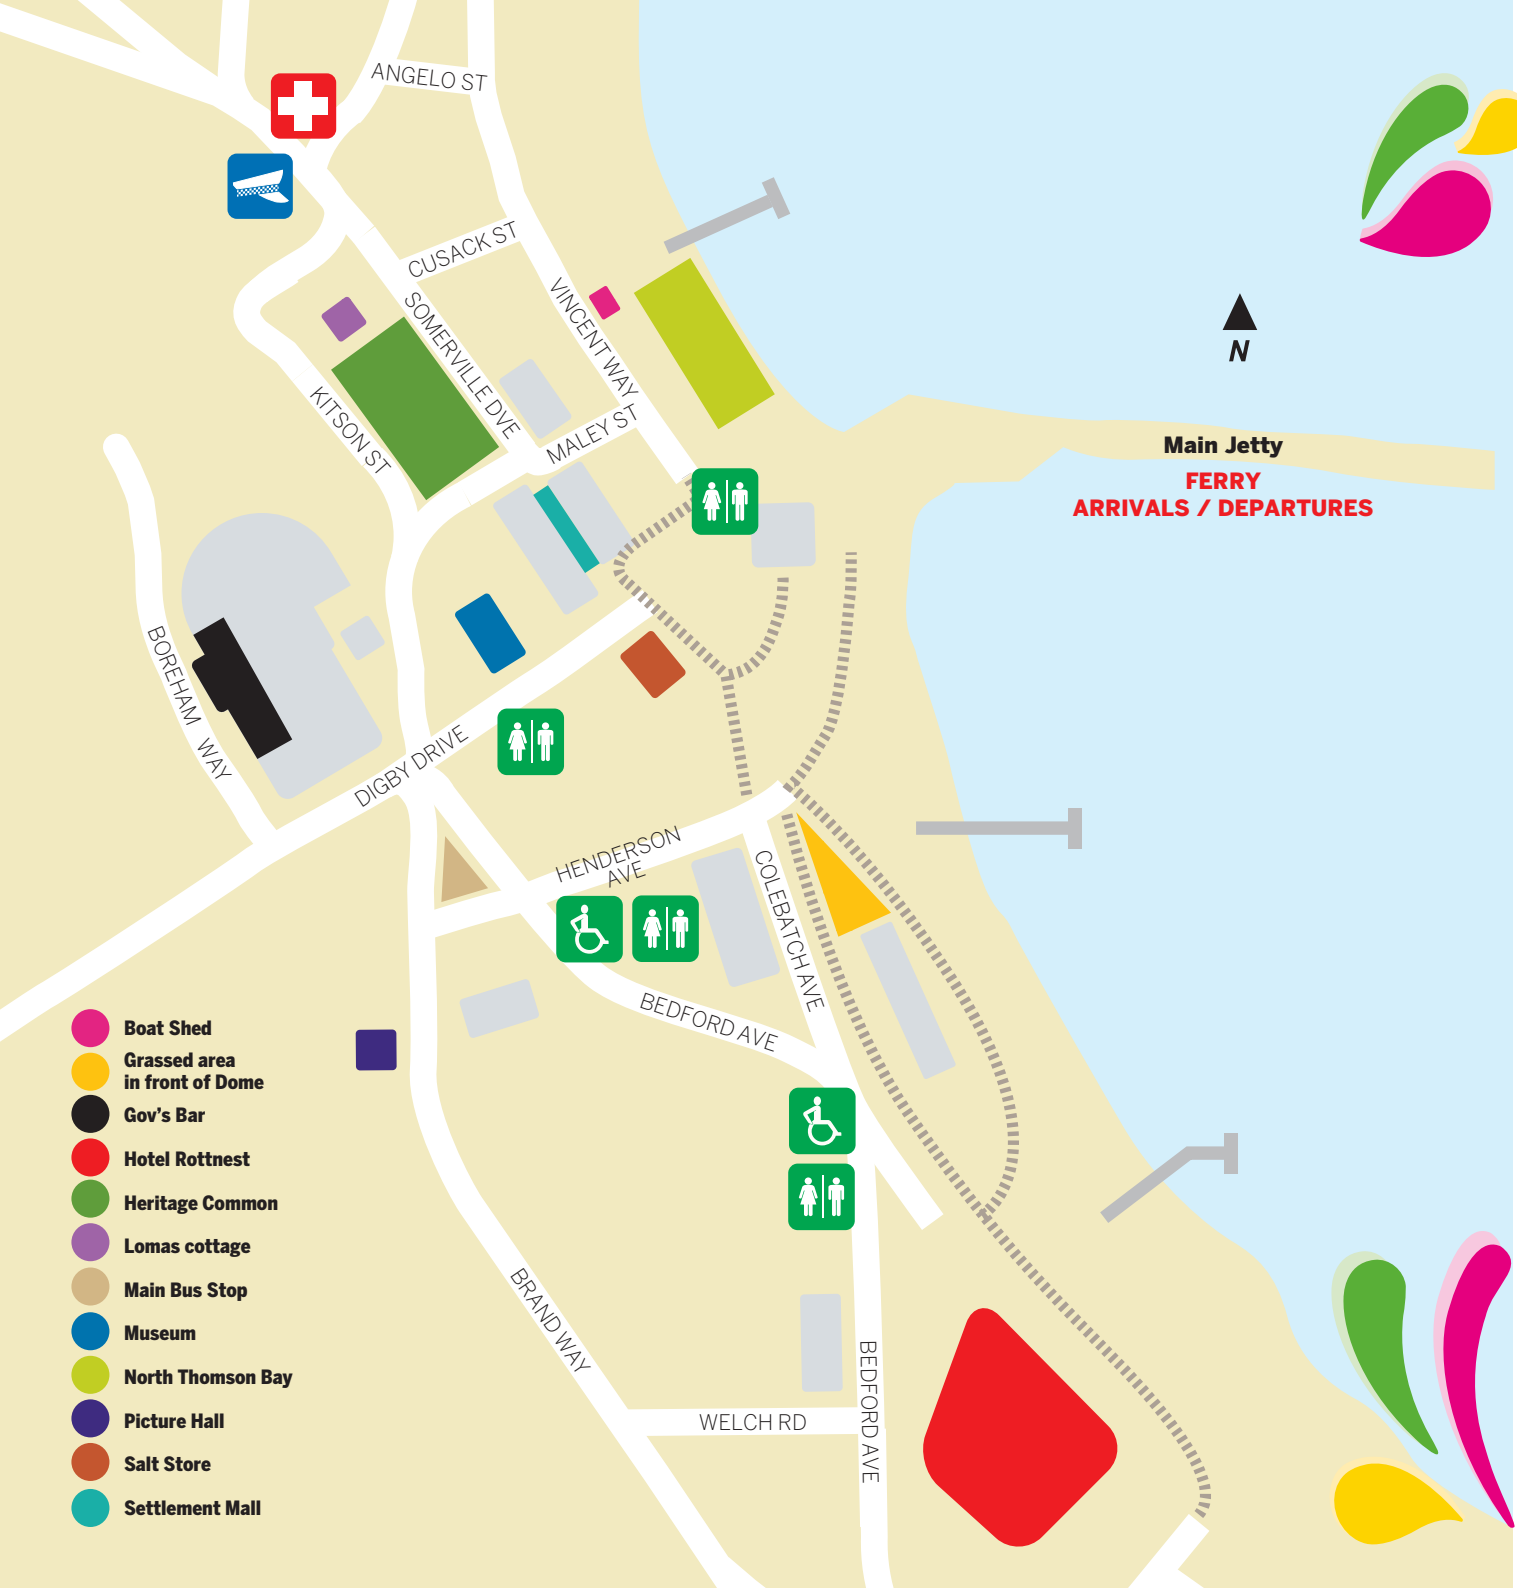 ANGELO ST
CUSACK ST
VINCENT WAY
SOMERVILLE DVE
MALEY ST
KITSON ST
N
Main Jetty
FERRY
ARRIVALS / DEPARTURES
BOREHAM WAY
DIGBY DRIVE
HENDERSON
AVE
COLEBATCH AVE
BEDFORD AVE
BRAND WAY
WELCH RD
BEDFORD AVE
Boat Shed
Grassed area
in front of Dome
Gov's Bar
Hotel Rottnest
Heritage Common
Lomas cottage
Main Bus Stop
Museum
North Thomson Bay
Picture Hall
Salt Store
Settlement Mall